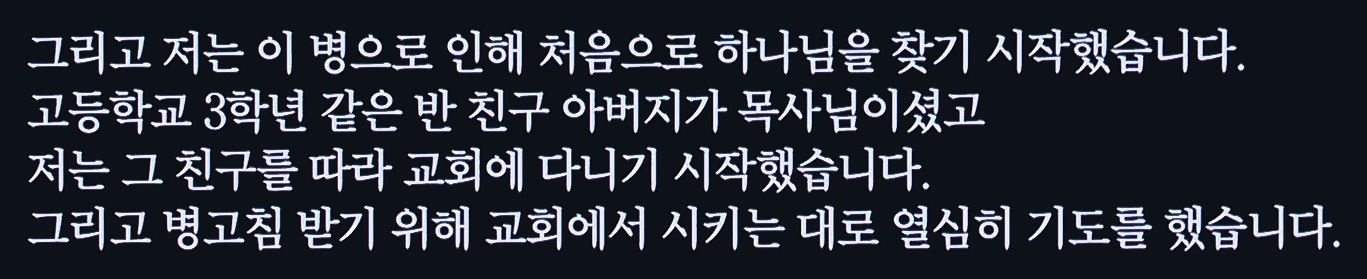 그리고 저는 이 병으로 인해 처음으로 하나님을 찾기 시작했습니다.
고등학교 3학년 같은 반 친구 아버지가 목사님이셨고
저는 그 친구를 따라 교회에 다니기 시작했습니다.
그리고 병고침 받기 위해 교회에서 시키는 대로 열심히 기도를 했습니다.